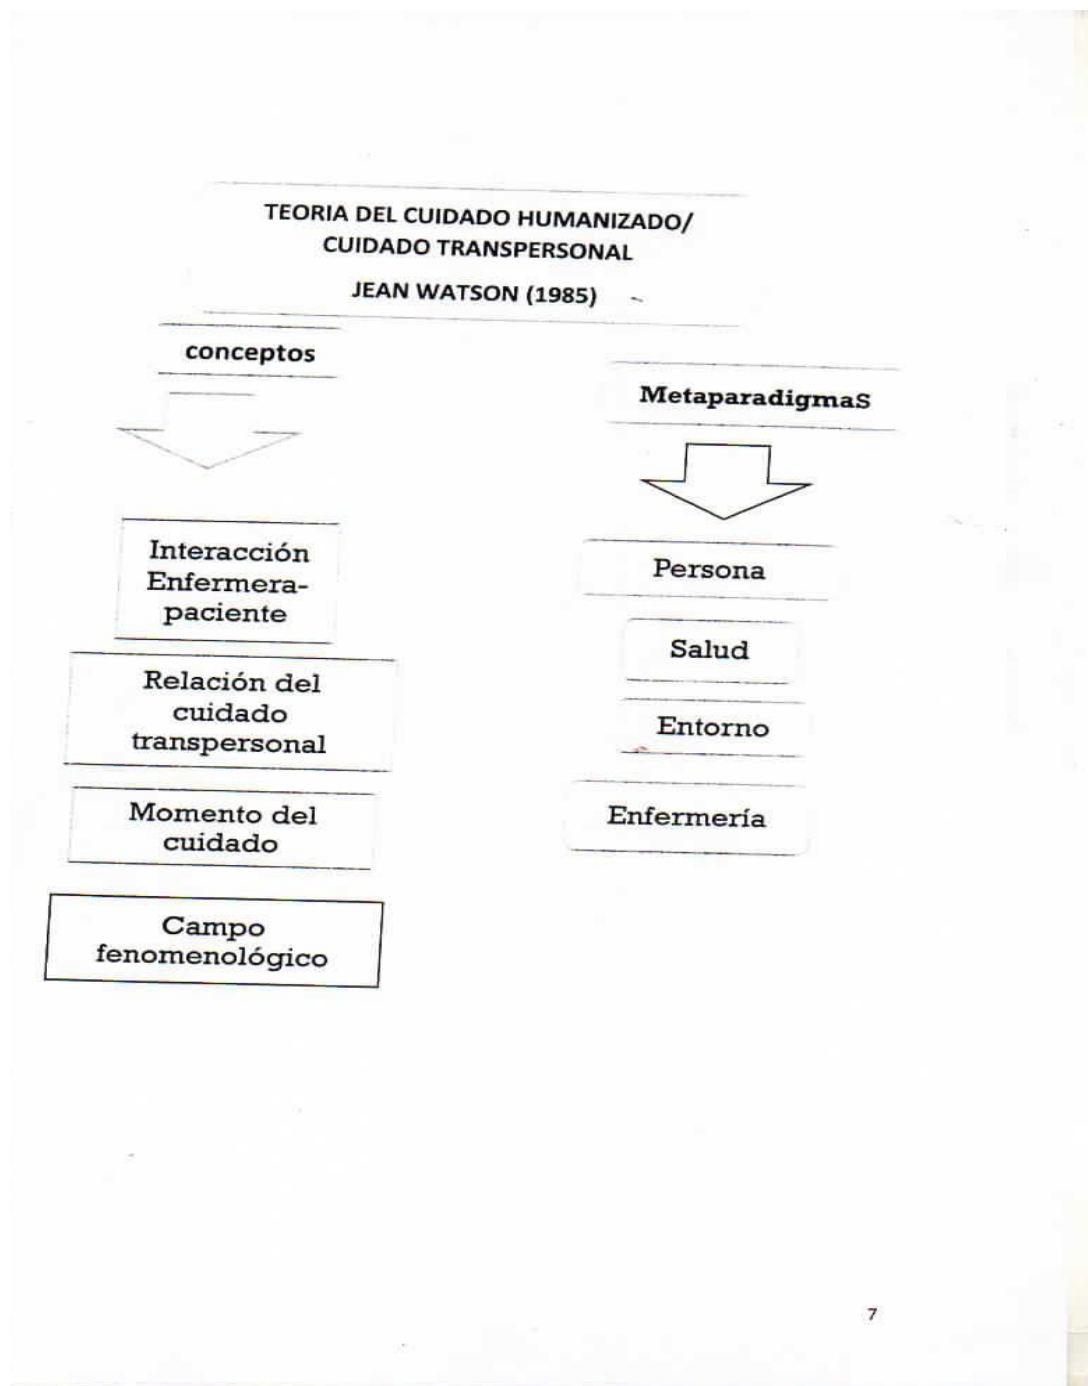 TEORIA DEL CUIDADO HUMANIZADO/
CUIDADO TRANSPERSONAL
JEAN WATSON (1985)
conceptos
Interacción
Enfermera-
paciente
Relación del
cuidado
transpersonal
Momento del
cuidado
Campo
fenomenológico
MetaparadigmaS
Persona
Salud
Entorno
Enfermería
7